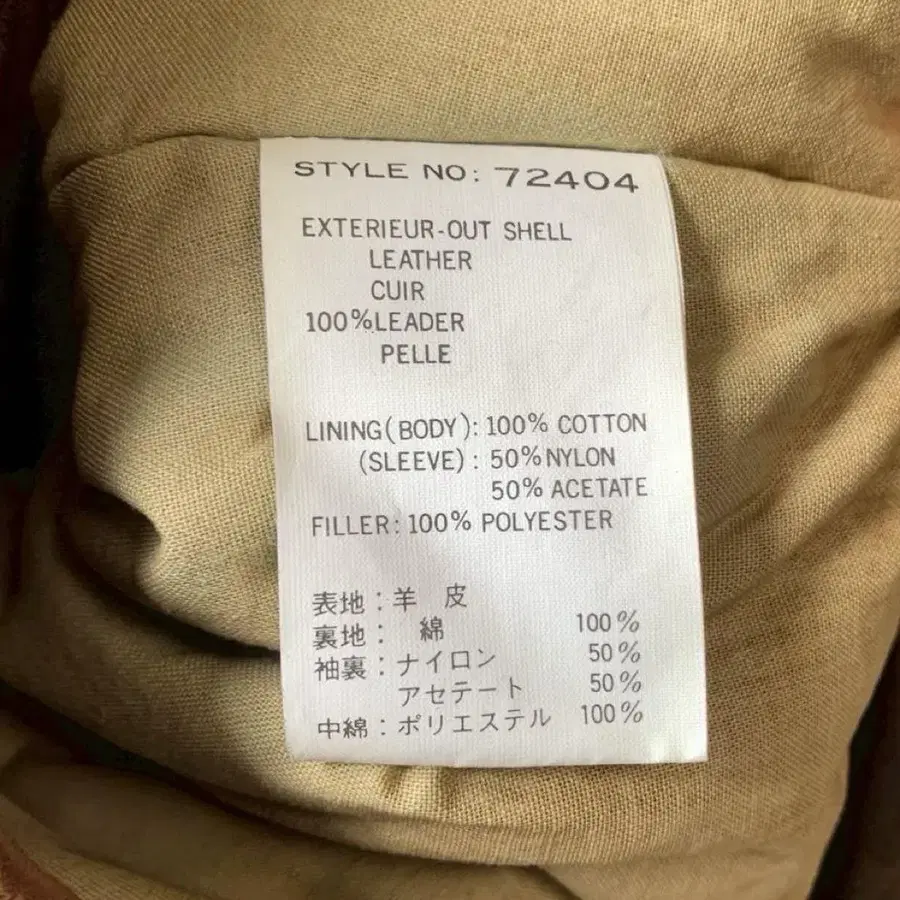 STYLE NO: 72404
EXTERIEUR-OUT SHELL
LEATHER
CUIR
100%LEADER
PELLE
LINING(BODY): 100% COTTON
(SLEEVE): 50%NYLON
50% ACETATE
FILLER: 100% POLYESTER
表地:羊 皮
裏地: 綿 100%
袖裏:ナイロン 50%
アセテート 50%
中綿:ポリエステル 100%